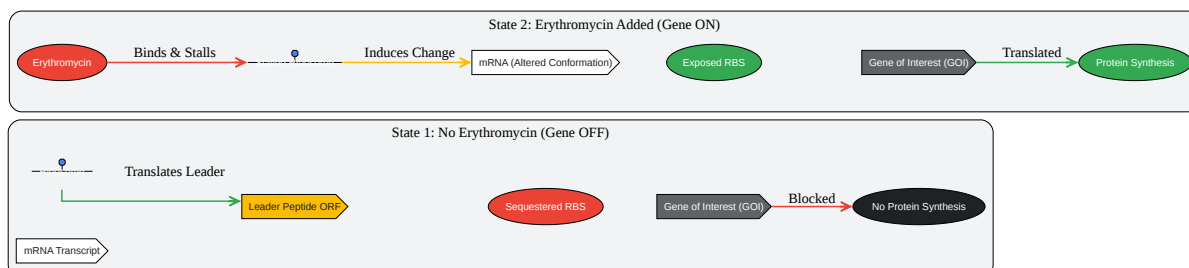 State 2: Erythromycin Added (Gene ON)
Erythromycin
Binds & Stalls
Induces Change
mRNA (Altered Conformation)
Exposed RBS
Gene of Interest (GOI)
Translated
Protein Synthesis
State 1: No Erythromycin (Gene OFF)
Translates Leader
Leader Peptide ORF
Sequestered RBS
Gene of Interest (GOI)
Blocked
No Protein Synthesis
mRNA Transcript